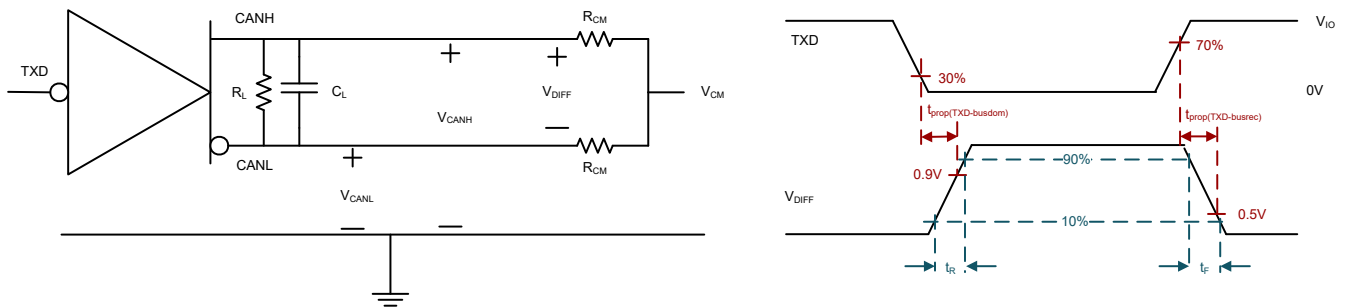 CANH
TXD
R_L
C_L
CANL
V_CANH
V_CANL
R_CM
V_DIFF
R_CM
V_CM
TXD
V_IO
0V
30%
70%
t_prop(TXD-busdom)
t_prop(TXD-busrec)
V_DIFF
0.9V
90%
10%
0.5V
t_R
t_F